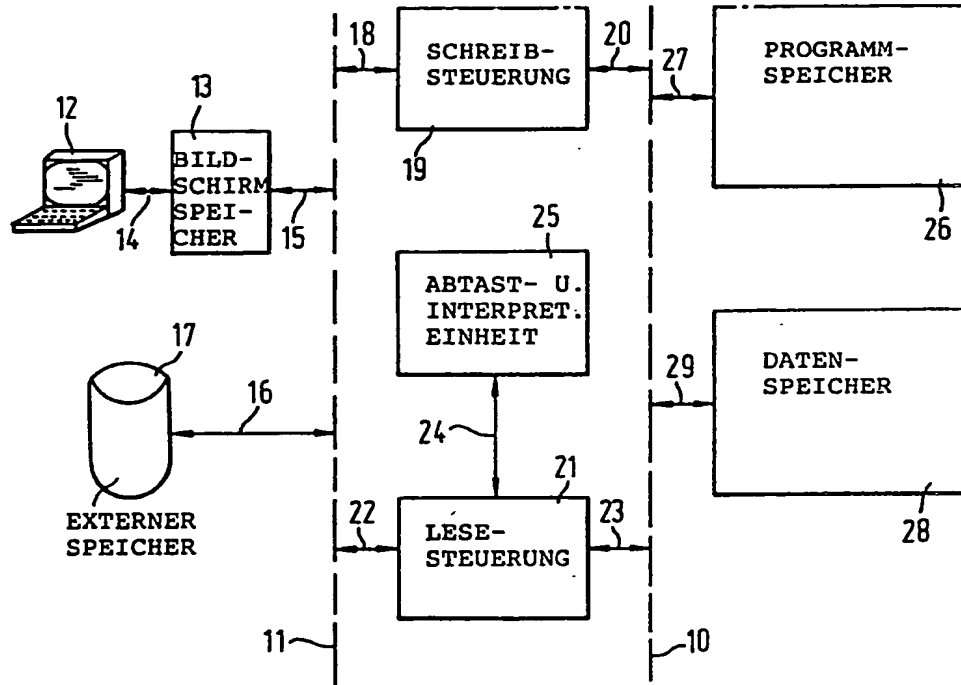 18
SCHREIB-
STEUERUNG
19
20
PROGRAMM-
SPEICHER
26
27
12
13
BILD-
SCHIRM
SPEI-
CHER
14
15
25
ABTAST- U.
INTERPRET.
EINHEIT
17
16
EXTERNER
SPEICHER
24
DATEN-
SPEICHER
28
29
21
LESE-
STEUERUNG
22
23
11
10